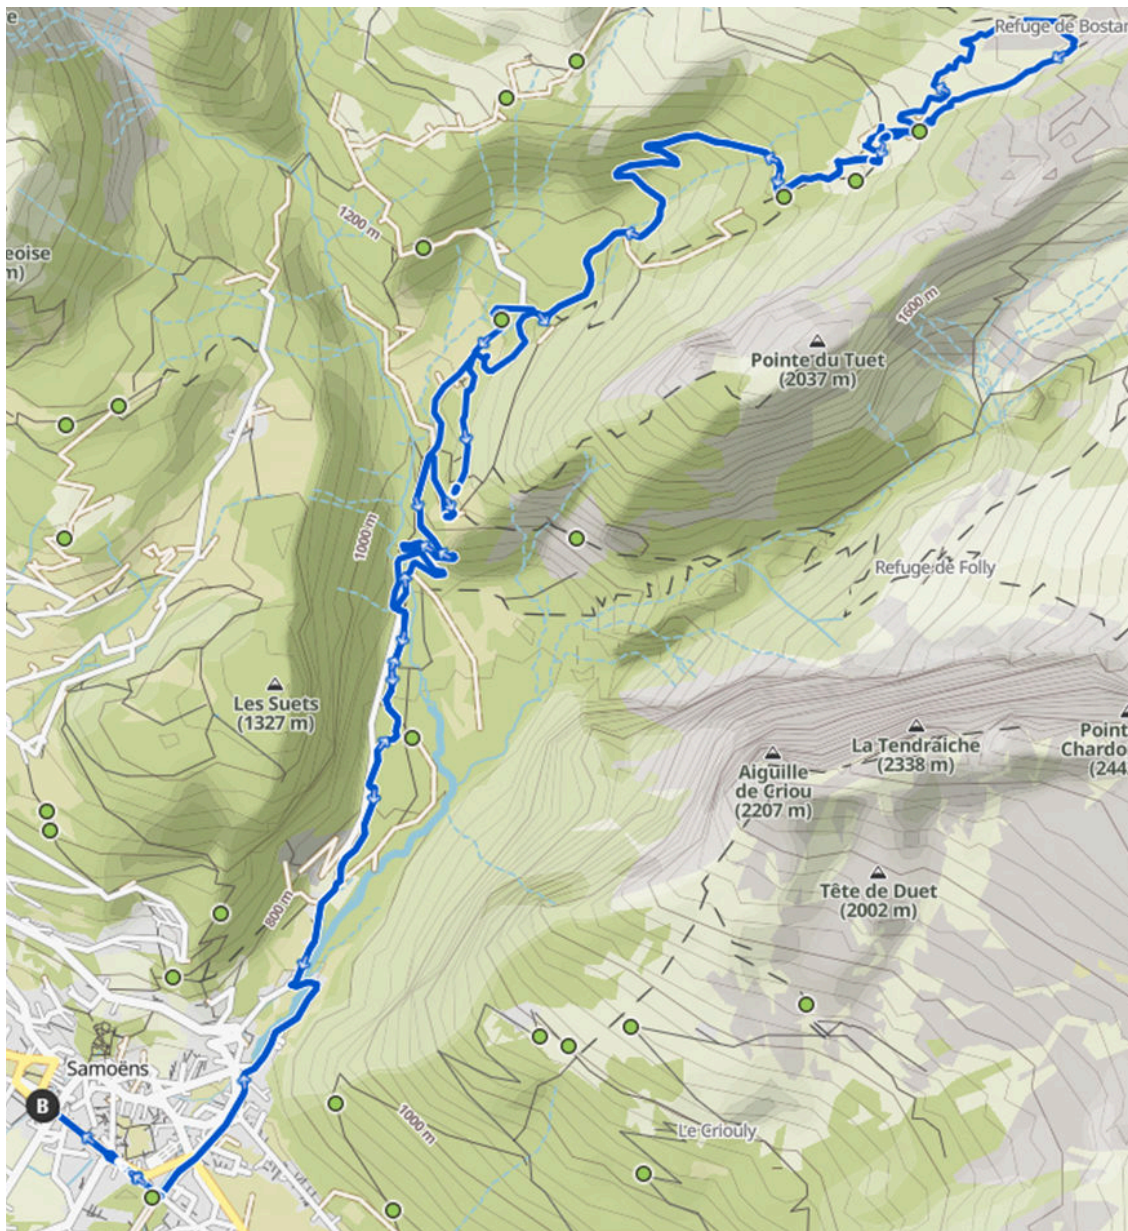 e
Refuge de Bostan
1200 m
eoise
m)
1600 m
Pointe du Tuet
(2037 m)
1000 m
Refuge de Folly
Les Suets
(1327 m)
Point
Chardo
(244
La Tendraiche
(2338 m)
Aiguille
de Criou
(2207 m)
Tête de Duet
(2002 m)
800 m
Samoëns
B
1000 m
Le Criouly